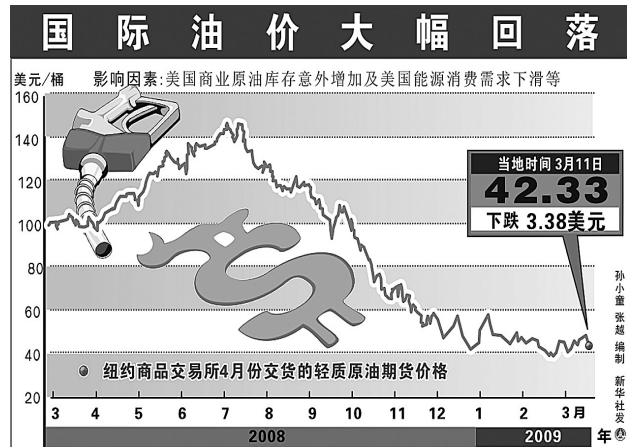 国际油价大幅回落
美元/桶
影响因素:美国商业原油库存意外增加及美国能源消费需求下滑等
160
140
120
100
80
60
40
20
当地时间 3月11日
42.33
下跌 3.38美元
纽约商品交易所4月份交货的轻质原油期货价格
3 4 5 6 7 8 9 10 11 12 1 2 3月
2008 2009 年
孙小童 张越 编制 新华社发